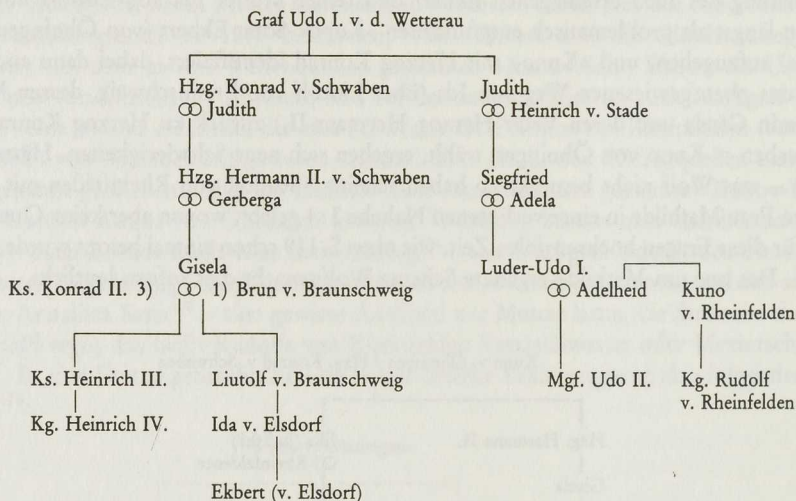 Graf Udo I. v. d. Wetterau
Hzg. Konrad v. Schwaben Judith
⚭ Judith ⚭ Heinrich v. Stade
Hzg. Hermann II. v. Schwaben Siegfried
⚭ Gerberga ⚭ Adela
Gisela Luder-Udo I.
Ks. Konrad II. 3) ⚭ 1) Brun v. Braunschweig ⚭ Adelheid Kuno
v. Rheinfelden
Ks. Heinrich III. Liutolf v. Braunschweig Mgf. Udo II. Kg. Rudolf
v. Rheinfelden
Kg. Heinrich IV. Ida v. Elsdorf
Ekbert (v. Elsdorf)